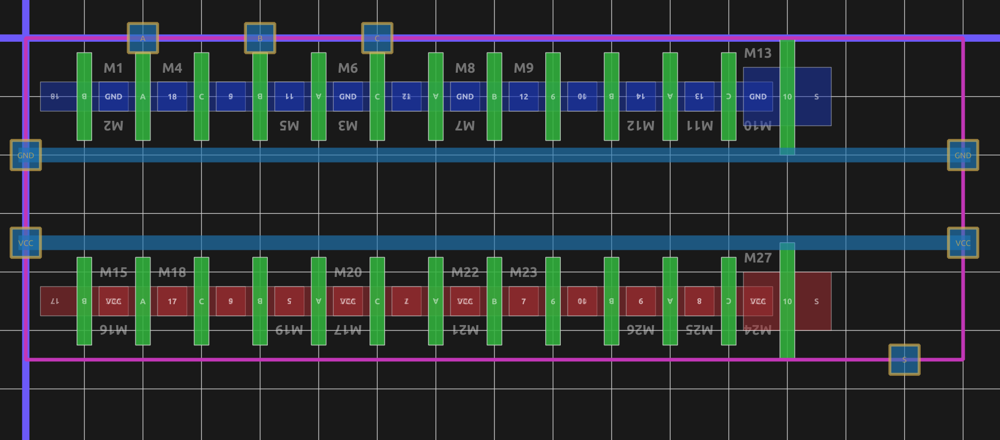 A B C
M1 M4 M6 M8 M9 M13
18 B GND A 18 C 6 B 11 A GND C 12 A GND B 12 6 10 B 14 A 13 C GND 10 S
M2 M5 M3 M7 M12 M11 M10
GND GND
VCC VCC
M15 M18 M20 M22 M23 M27
17 B VCC A 17 C 6 B 5 A VCC C 7 A VCC B 7 6 10 B 9 A 8 C VCC 10 S
M16 M19 M17 M21 M26 M25 M24
S